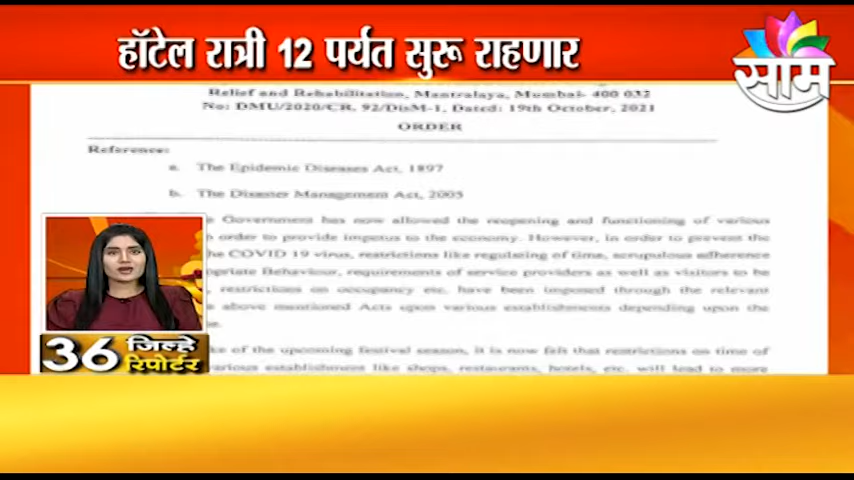 हॉटेल रात्री 12 पर्यंत सुरू राहणार
साम
Relief and Rehabilitation, Mantralaya, Mumbai- 400 032
No: DMU/2020/CR. 92/DisM-1, Dated: 19th October, 2021
ORDER
Reference:
a. The Epidemic Diseases Act, 1897
b. The Disaster Management Act, 2005
e Government has now allowed the reopening and functioning of various
n order to provide impetus to the economy. However, in order to prevent the
he COVID 19 virus, restrictions like regulating of time, scrupulous adherence
opriate Behaviour, requirements of service providers as well as visitors to be
, restrictions on occupancy etc. have been imposed through the relevant
e above mentioned Acts upon various establishments depending upon the
e.
ke of the upcoming festival season, it is now felt that restrictions on time of
various establishments like shops, restaurants, hotels, etc. will lead to more
36 जिल्हे
रिपोर्टर